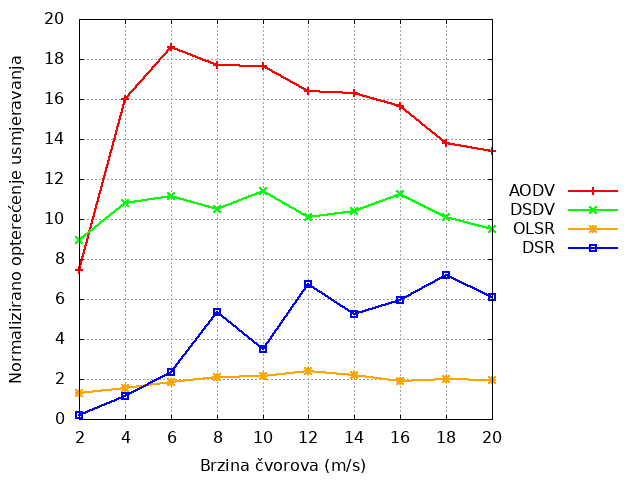 20
18
16
14
12
10
8
6
4
2
0
Normalizirano opterećenje usmjeravanja
2 4 6 8 10 12 14 16 18 20
Brzina čvorova (m/s)
AODV
DSDV
OLSR
DSR